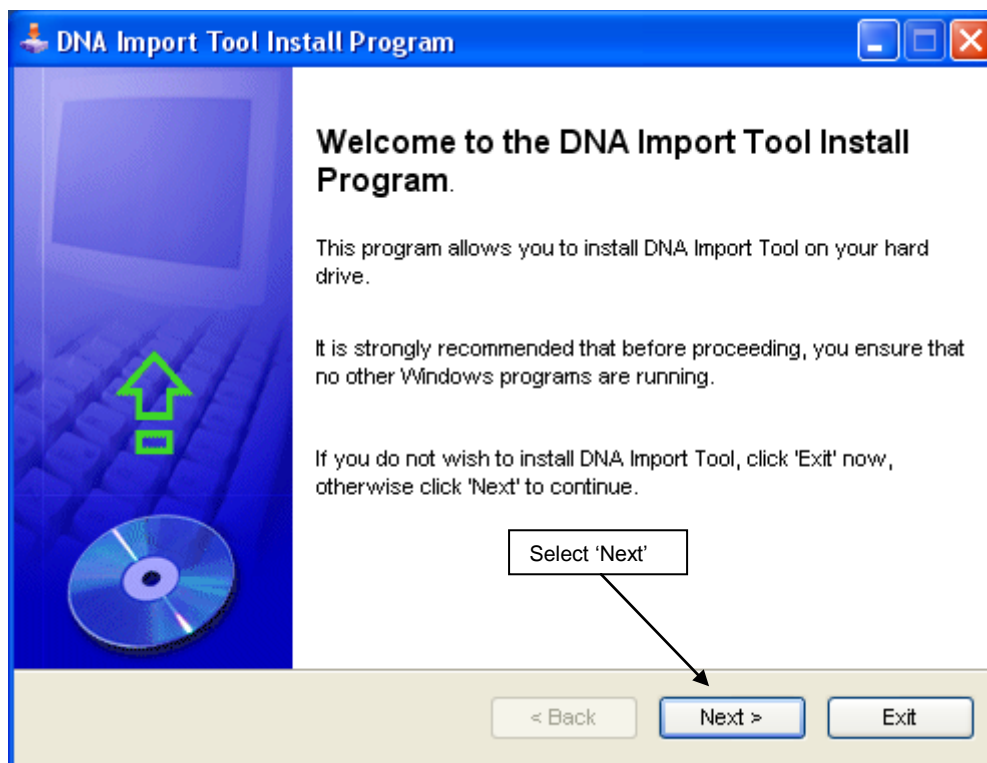 DNA Import Tool Install Program
Welcome to the DNA Import Tool Install
Program.
This program allows you to install DNA Import Tool on your hard
drive.
It is strongly recommended that before proceeding, you ensure that
no other Windows programs are running.
If you do not wish to install DNA Import Tool, click 'Exit' now,
otherwise click 'Next' to continue.
Select ‘Next’
< Back
Next >
Exit